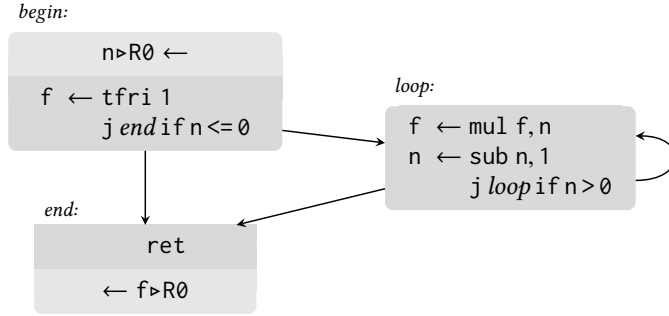 begin:
n▹R0 ←
f ← tfri 1
j end if n <= 0
loop:
f ← mul f, n
n ← sub n, 1
j loop if n > 0
end:
ret
← f▹R0